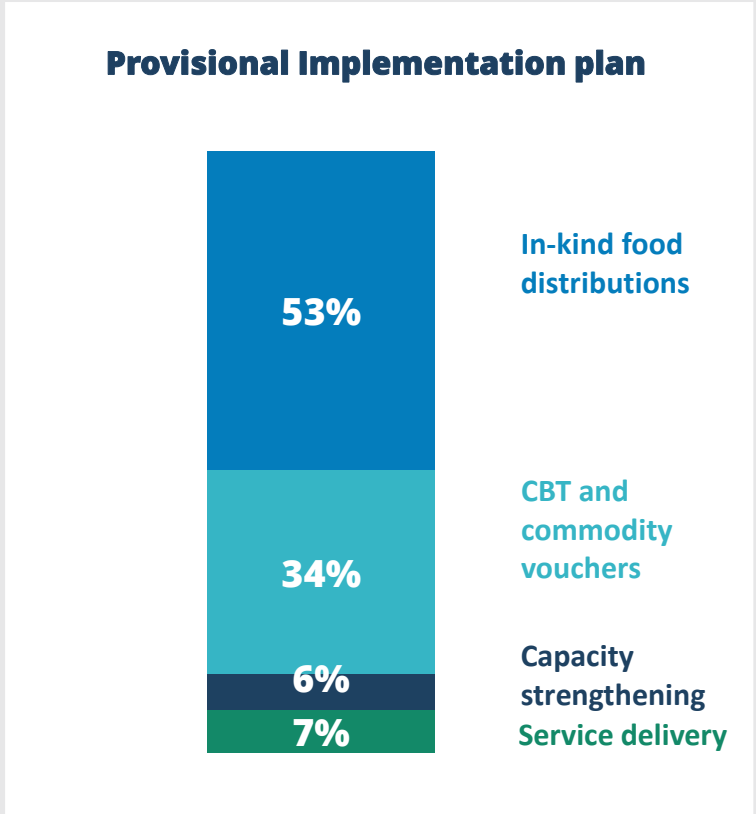 Provisional Implementation plan
53%
In-kind food
distributions
34%
CBT and
commodity
vouchers
6%
Capacity
strengthening
7%
Service delivery